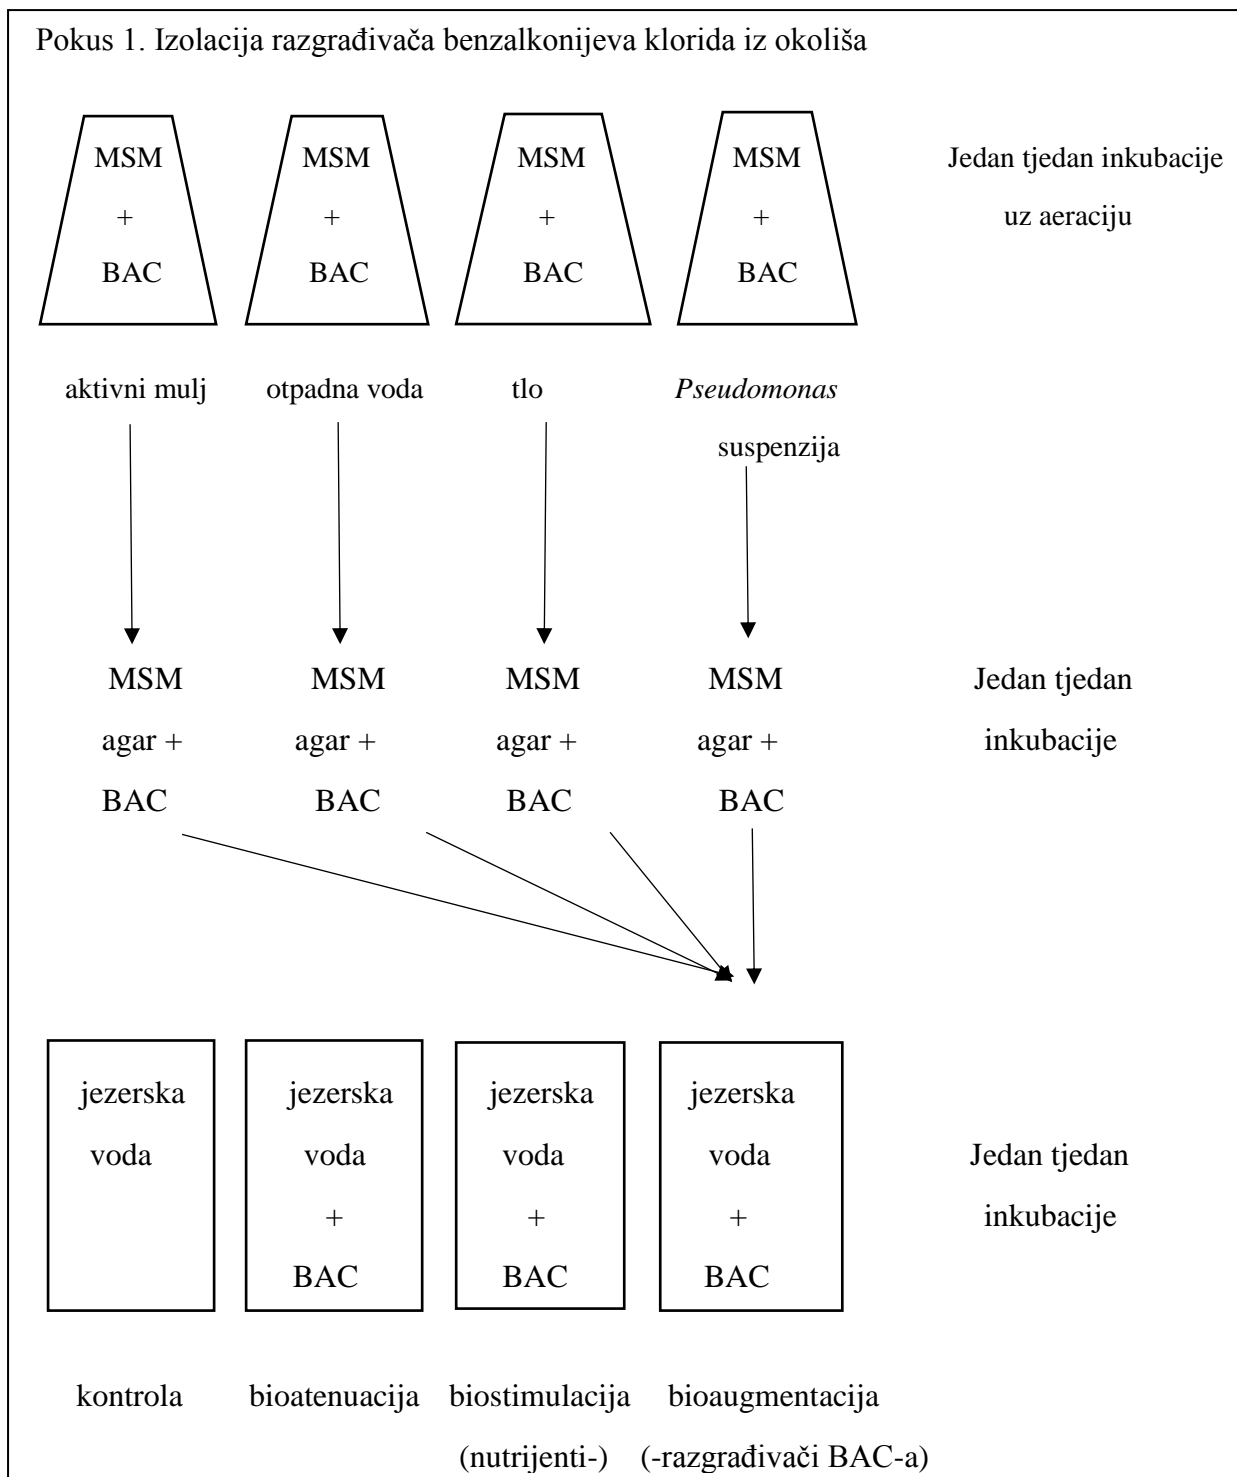 Pokus 1. Izolacija razgrađivača benzalkonijeva klorida iz okoliša
MSM MSM MSM MSM Jedan tjedan inkubacije
+ + + + uz aeraciju
BAC BAC BAC BAC
aktivni mulj otpadna voda tlo Pseudomonas
suspenzija
MSM MSM MSM MSM Jedan tjedan
agar + agar + agar + agar + inkubacije
BAC BAC BAC BAC
jezerska jezerska jezerska jezerska
voda voda voda voda Jedan tjedan
+ + + inkubacije
BAC BAC BAC
kontrola bioatenuacija biostimulacija bioaugmentacija
(nutrijenti-) (-razgrađivači BAC-a)